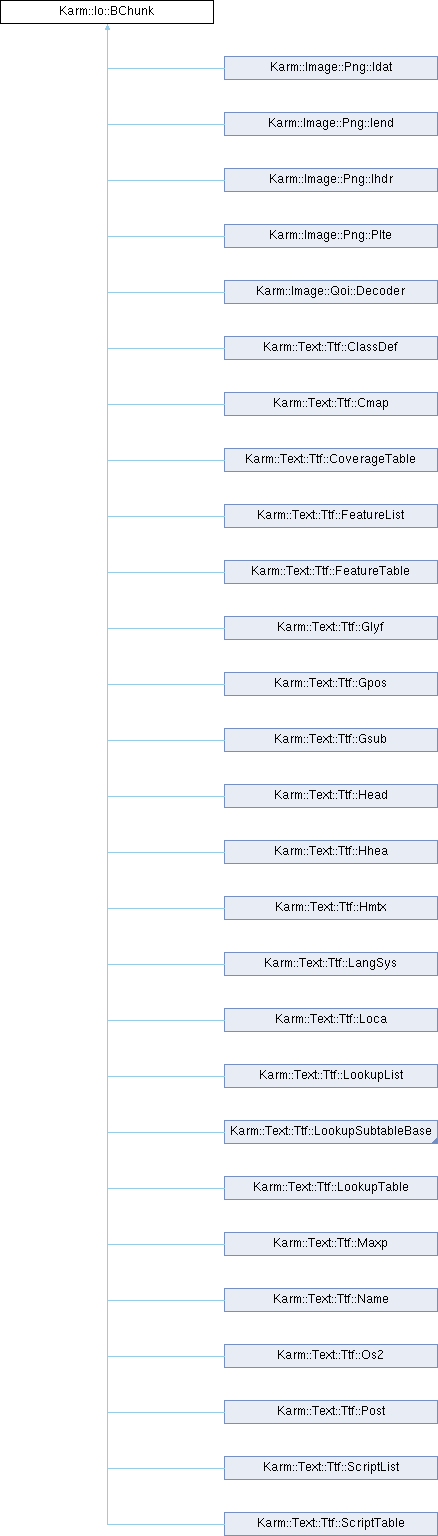 Karm::Io::BChunk
Karm::Image::Png::Idat
Karm::Image::Png::Iend
Karm::Image::Png::Ihdr
Karm::Image::Png::Plte
Karm::Image::Qoi::Decoder
Karm::Text::Ttf::ClassDef
Karm::Text::Ttf::Cmap
Karm::Text::Ttf::CoverageTable
Karm::Text::Ttf::FeatureList
Karm::Text::Ttf::FeatureTable
Karm::Text::Ttf::Glyf
Karm::Text::Ttf::Gpos
Karm::Text::Ttf::Gsub
Karm::Text::Ttf::Head
Karm::Text::Ttf::Hhea
Karm::Text::Ttf::Hmtx
Karm::Text::Ttf::LangSys
Karm::Text::Ttf::Loca
Karm::Text::Ttf::LookupList
Karm::Text::Ttf::LookupSubtableBase
Karm::Text::Ttf::LookupTable
Karm::Text::Ttf::Maxp
Karm::Text::Ttf::Name
Karm::Text::Ttf::Os2
Karm::Text::Ttf::Post
Karm::Text::Ttf::ScriptList
Karm::Text::Ttf::ScriptTable